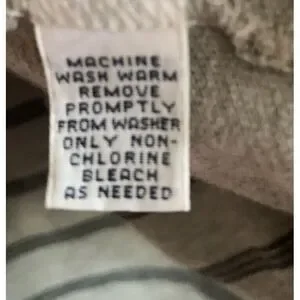 MACHINE
WASH WARM
REMOVE
PROMPTLY
FROM WASHER
ONLY NON-
CHLORINE
BLEACH
AS NEEDED